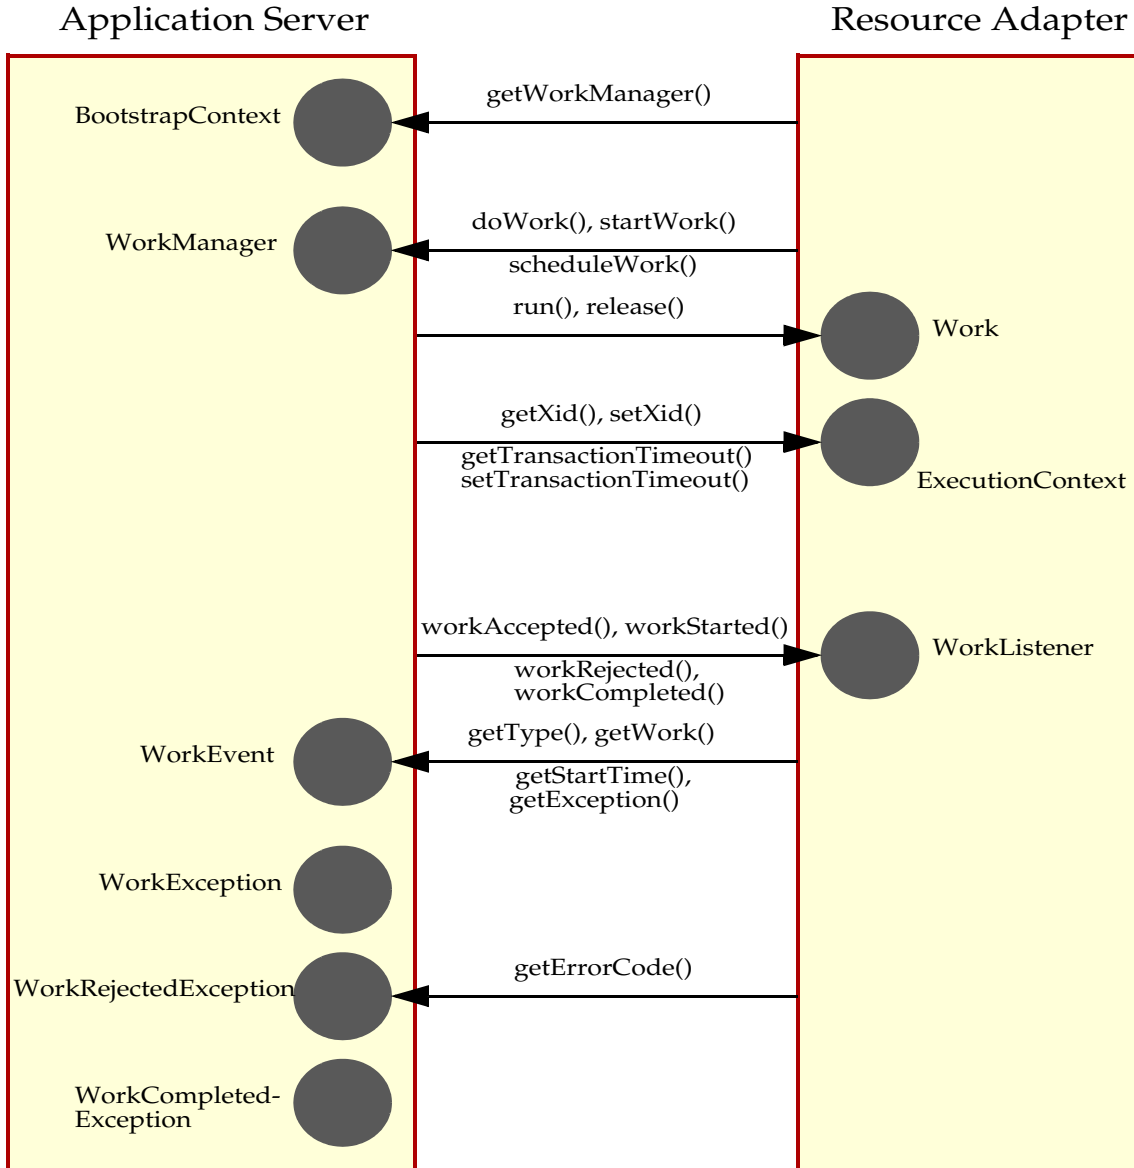 Application Server
Resource Adapter
getWorkManager()
BootstrapContext
doWork(), startWork()
WorkManager
scheduleWork()
run(), release()
Work
getXid(), setXid()
getTransactionTimeout()
setTransactionTimeout()
ExecutionContext
workAccepted(), workStarted()
WorkListener
workRejected(),
workCompleted()
getType(), getWork()
WorkEvent
getStartTime(),
getException()
WorkException
getErrorCode()
WorkRejectedException
WorkCompleted-
Exception